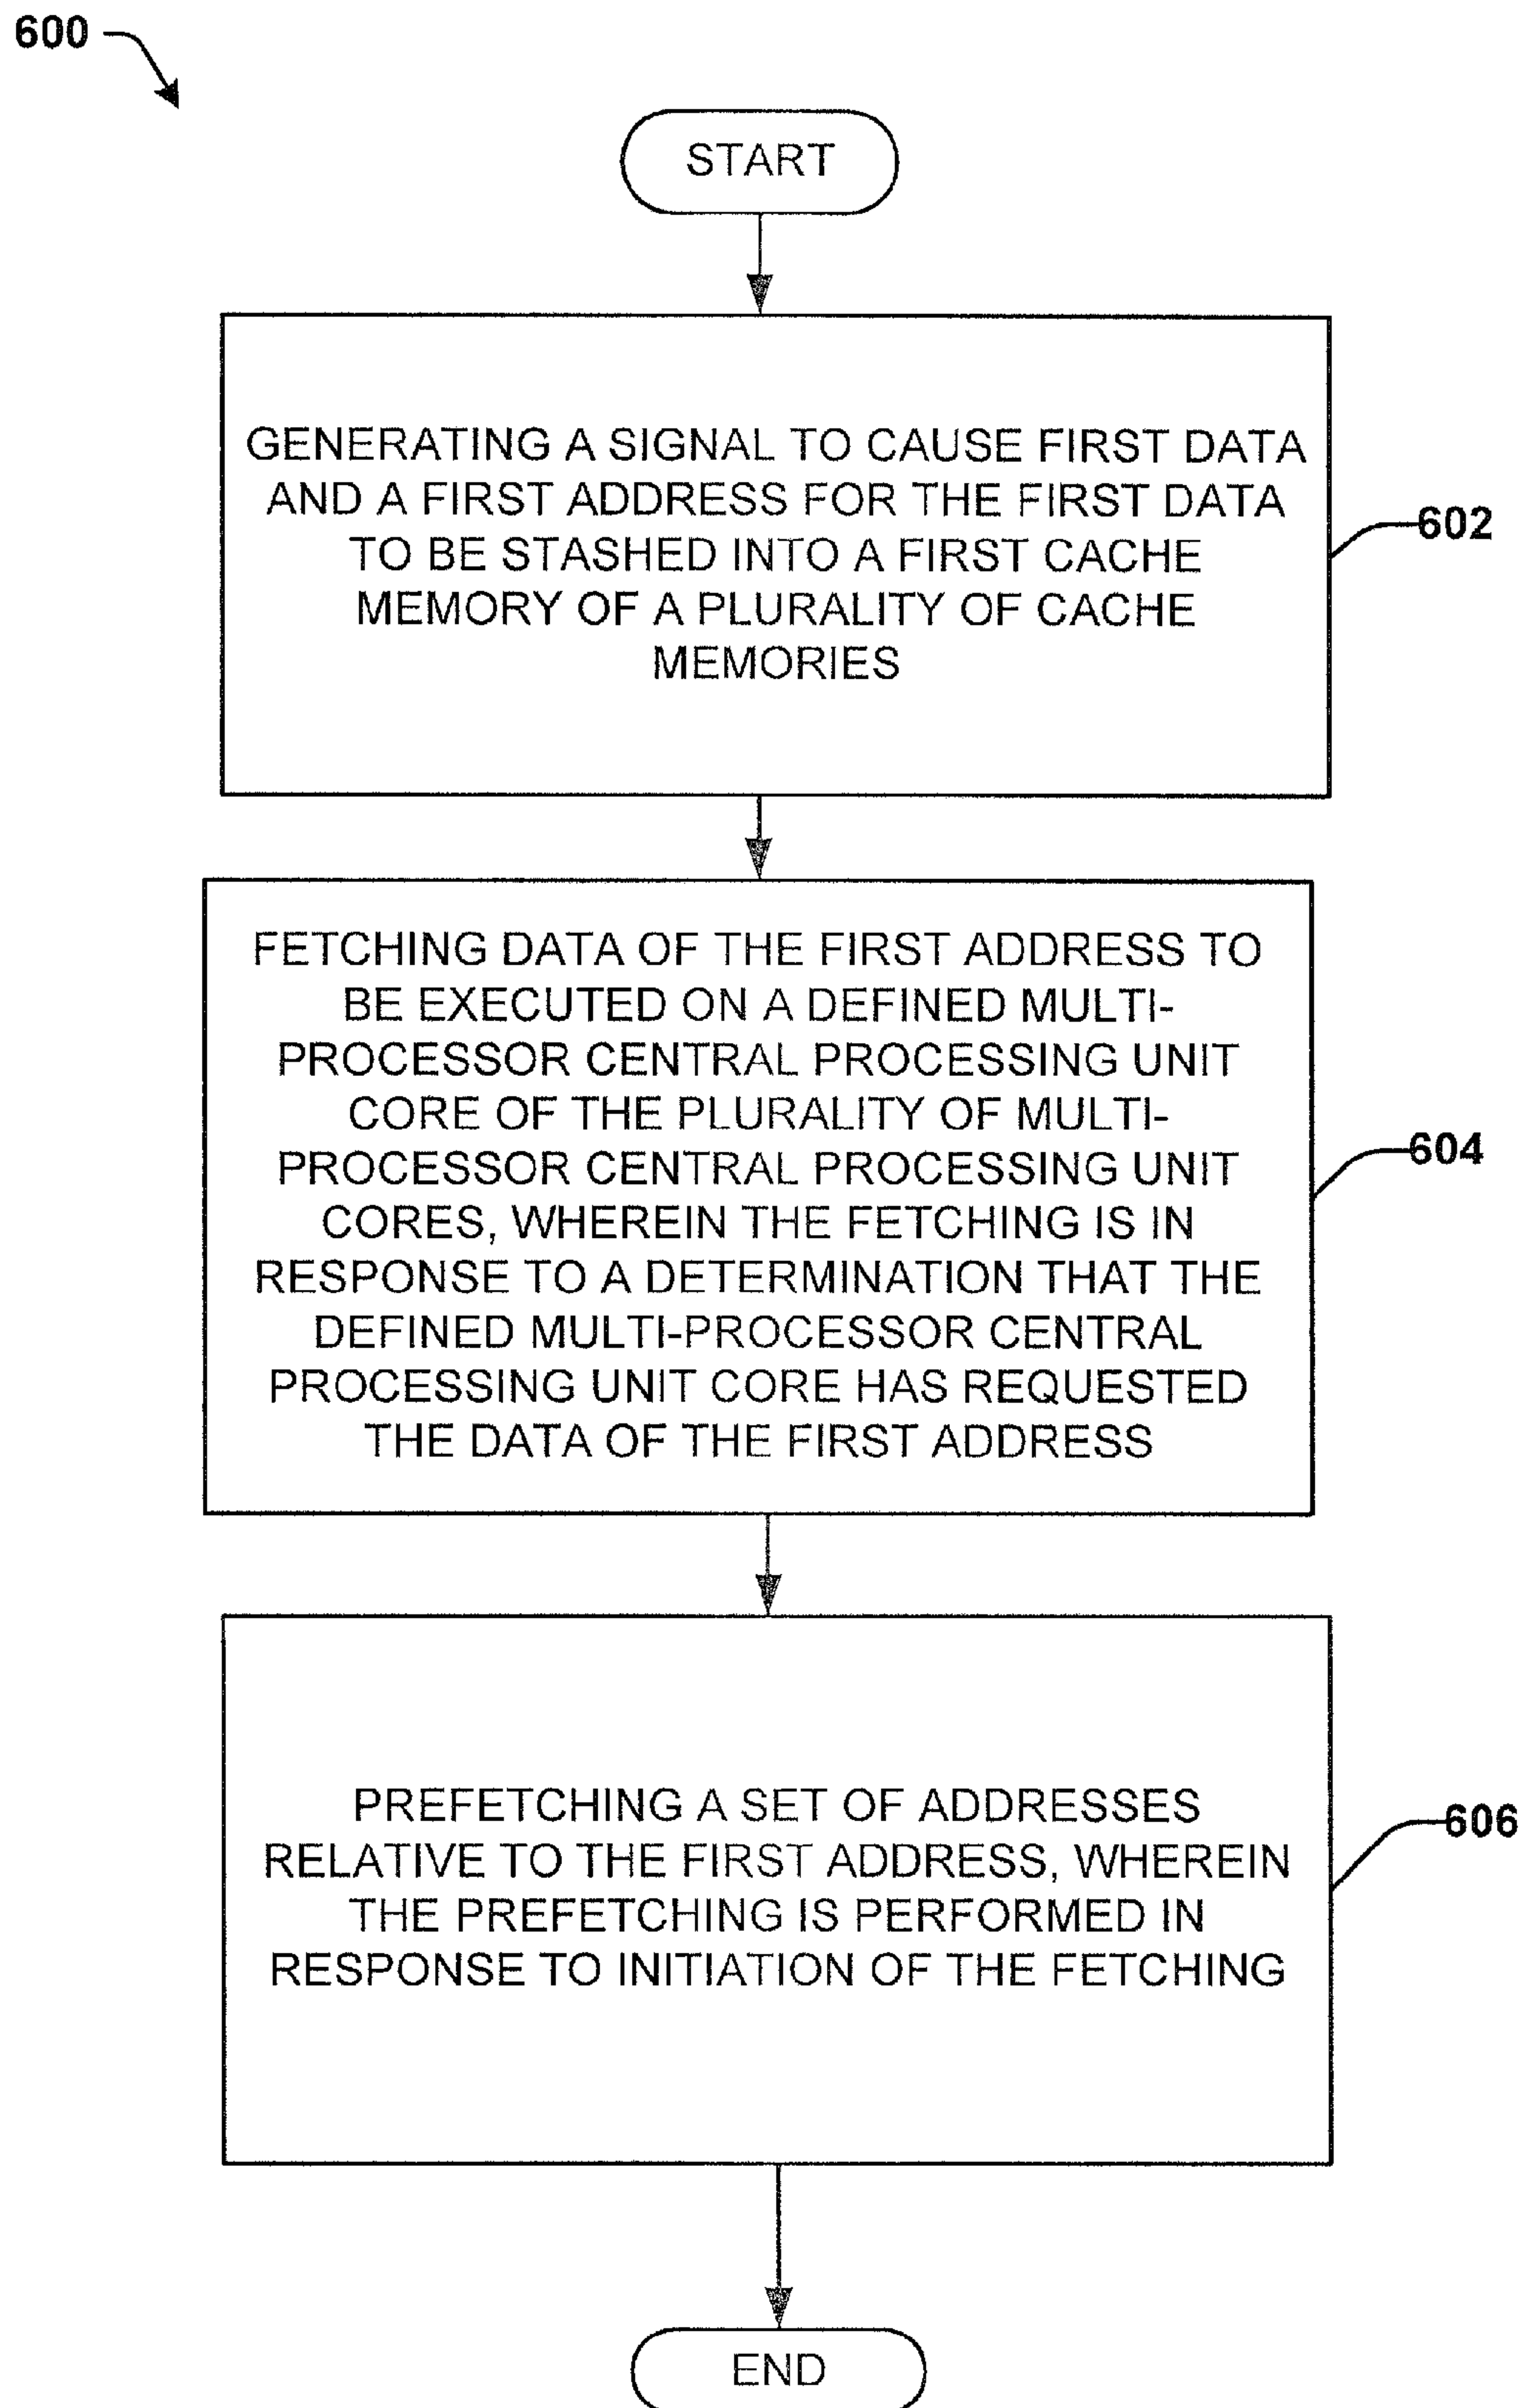 600
START
GENERATING A SIGNAL TO CAUSE FIRST DATA
AND A FIRST ADDRESS FOR THE FIRST DATA
TO BE STASHED INTO A FIRST CACHE
MEMORY OF A PLURALITY OF CACHE
MEMORIES
602
FETCHING DATA OF THE FIRST ADDRESS TO
BE EXECUTED ON A DEFINED MULTI-
PROCESSOR CENTRAL PROCESSING UNIT
CORE OF THE PLURALITY OF MULTI-
PROCESSOR CENTRAL PROCESSING UNIT
CORES, WHEREIN THE FETCHING IS IN
RESPONSE TO A DETERMINATION THAT THE
DEFINED MULTI-PROCESSOR CENTRAL
PROCESSING UNIT CORE HAS REQUESTED
THE DATA OF THE FIRST ADDRESS
604
PREFETCHING A SET OF ADDRESSES
RELATIVE TO THE FIRST ADDRESS, WHEREIN
THE PREFETCHING IS PERFORMED IN
RESPONSE TO INITIATION OF THE FETCHING
606
END